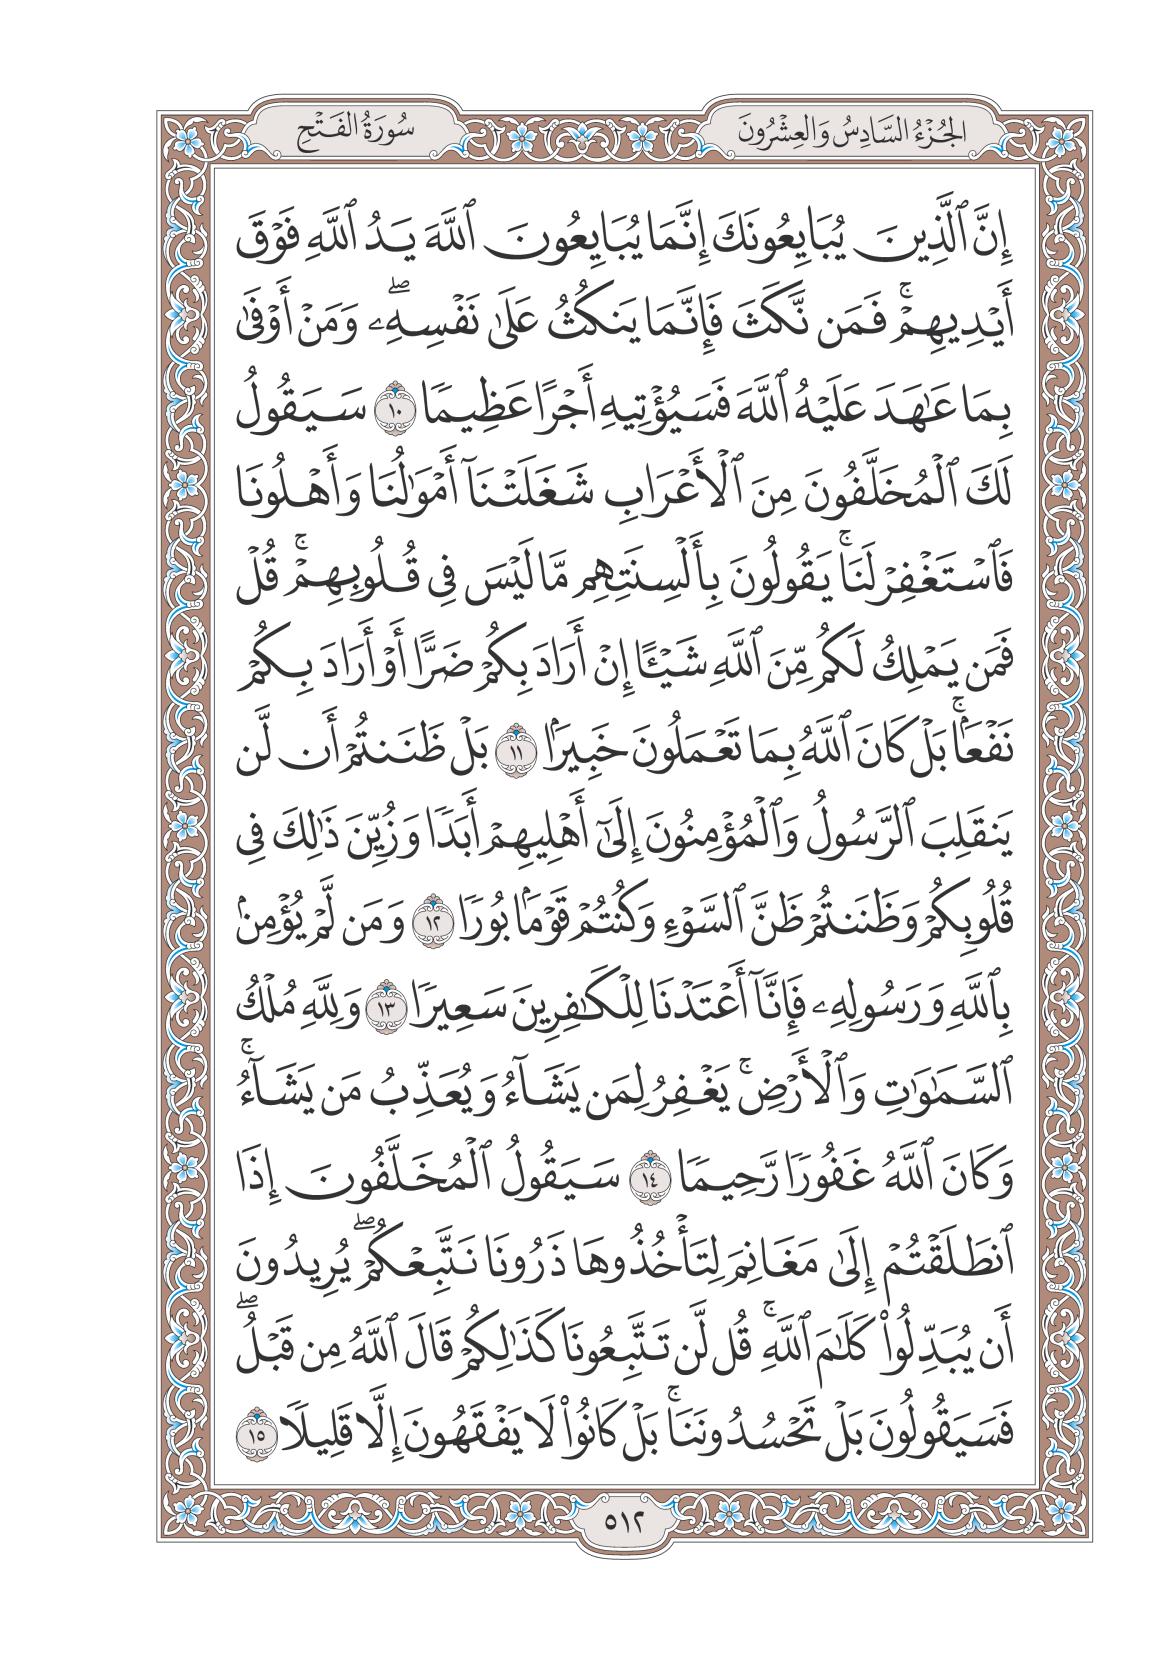 الجُزْءُ السَّادِسُ وَالعِشْرُونَ
سُورَةُ الفَتْحِ
إِنَّ ٱلَّذِينَ يُبَايِعُونَكَ إِنَّمَا يُبَايِعُونَ ٱللَّهَ يَدُ ٱللَّهِ فَوْقَ
أَيْدِيهِمْۚ فَمَن نَّكَثَ فَإِنَّمَا يَنكُثُ عَلَىٰ نَفْسِهِۦۖ وَمَنْ أَوْفَىٰ
بِمَا عَٰهَدَ عَلَيْهُ ٱللَّهَ فَسَيُؤْتِيهِ أَجْرًا عَظِيمًا ١٠ سَيَقُولُ
لَكَ ٱلْمُخَلَّفُونَ مِنَ ٱلْأَعْرَابِ شَغَلَتْنَآ أَمْوَٰلُنَا وَأَهْلُونَا
فَٱسْتَغْفِرْ لَنَاۚ يَقُولُونَ بِأَلْسِنَتِهِم مَّا لَيْسَ فِي قُلُوبِهِمْۚ قُلْ
فَمَن يَمْلِكُ لَكُم مِّنَ ٱللَّهِ شَيْـًٔا إِنْ أَرَادَ بِكُمْ ضَرًّا أَوْ أَرَادَ بِكُمْ
نَفْعَۢاۚ بَلْ كَانَ ٱللَّهُ بِمَا تَعْمَلُونَ خَبِيرَۢا ١١ بَلْ ظَنَنتُمْ أَن لَّن
يَنقَلِبَ ٱلرَّسُولُ وَٱلْمُؤْمِنُونَ إِلَىٰٓ أَهْلِيهِمْ أَبَدًا وَزُيِّنَ ذَٰلِكَ فِي
قُلُوبِكُمْ وَظَنَنتُمْ ظَنَّ ٱلسَّوْءِ وَكُنتُمْ قَوْمَۢا بُورًا ١٢ وَمَن لَّمْ يُؤْمِنۢ
بِٱللَّهِ وَرَسُولِهِۦ فَإِنَّآ أَعْتَدْنَا لِلْكَٰفِرِينَ سَعِيرًا ١٣ وَلِلَّهِ مُلْكُ
ٱلسَّمَٰوَٰتِ وَٱلْأَرْضِۚ يَغْفِرُ لِمَن يَشَآءُ وَيُعَذِّبُ مَن يَشَآءُۚ
وَكَانَ ٱللَّهُ غَفُورًا رَّحِيمًا ١٤ سَيَقُولُ ٱلْمُخَلَّفُونَ إِذَا
ٱنطَلَقْتُمْ إِلَىٰ مَغَانِمَ لِتَأْخُذُوهَا ذَرُونَا نَتَّبِعْكُمْۖ يُرِيدُونَ
أَن يُبَدِّلُوا۟ كَلَٰمَ ٱللَّهِۚ قُل لَّن تَتَّبِعُونَا كَذَٰلِكُمْ قَالَ ٱللَّهُ مِن قَبْلُۖ
فَسَيَقُولُونَ بَلْ تَحْسُدُونَنَاۚ بَلْ كَانُوا۟ لَا يَفْقَهُونَ إِلَّا قَلِيلًا ١٥
٥١٢